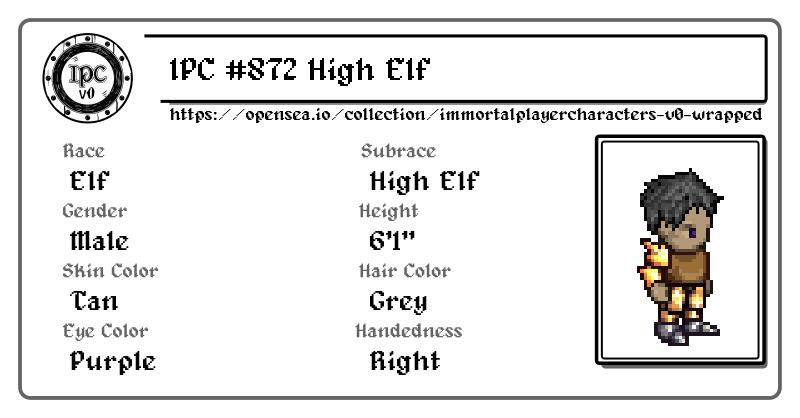 IPC
v0
IPC #872 High Elf
https://opensea.io/collection/immortalplayercharacters-v0-wrapped
Race
Subrace
Elf
High Elf
Gender
Height
Male
6'1"
Skin Color
Hair Color
Tan
Grey
Eye Color
Handedness
Purple
Right